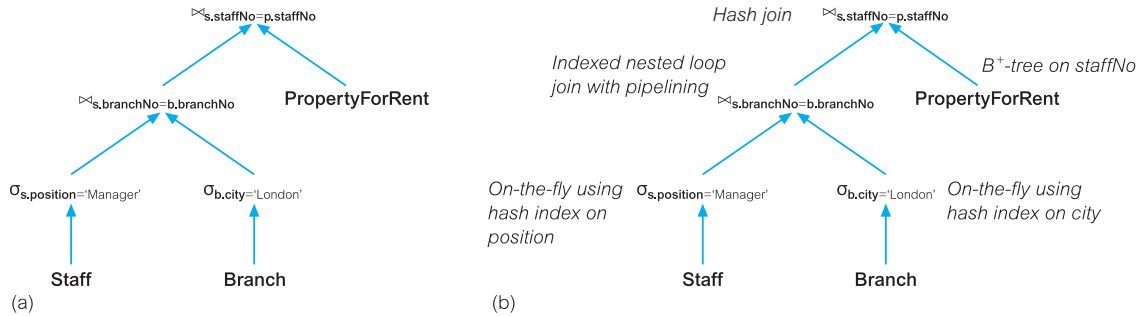 ⋈s.staffNo=p.staffNo
⋈s.branchNo=b.branchNo
PropertyForRent
σs.position='Manager'
σb.city='London'
Staff
Branch
(a)
Hash join
⋈s.staffNo=p.staffNo
Indexed nested loop
join with pipelining
B+-tree on staffNo
⋈s.branchNo=b.branchNo
PropertyForRent
On-the-fly using
hash index on
position
σs.position='Manager'
σb.city='London'
On-the-fly using
hash index on city
Staff
Branch
(b)